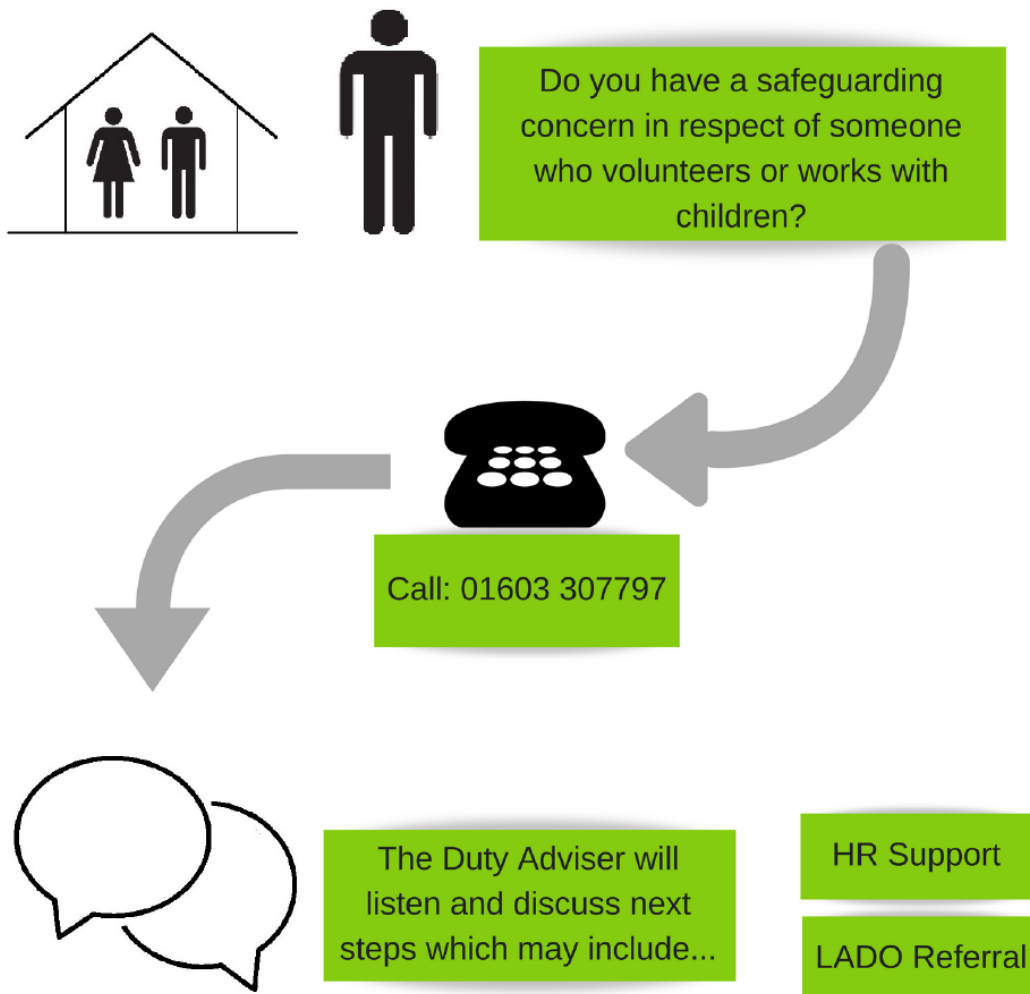 Do you have a safeguarding
concern in respect of someone
who volunteers or works with
children?
Call: 01603 307797
The Duty Adviser will
listen and discuss next
steps which may include...
HR Support
LADO Referral